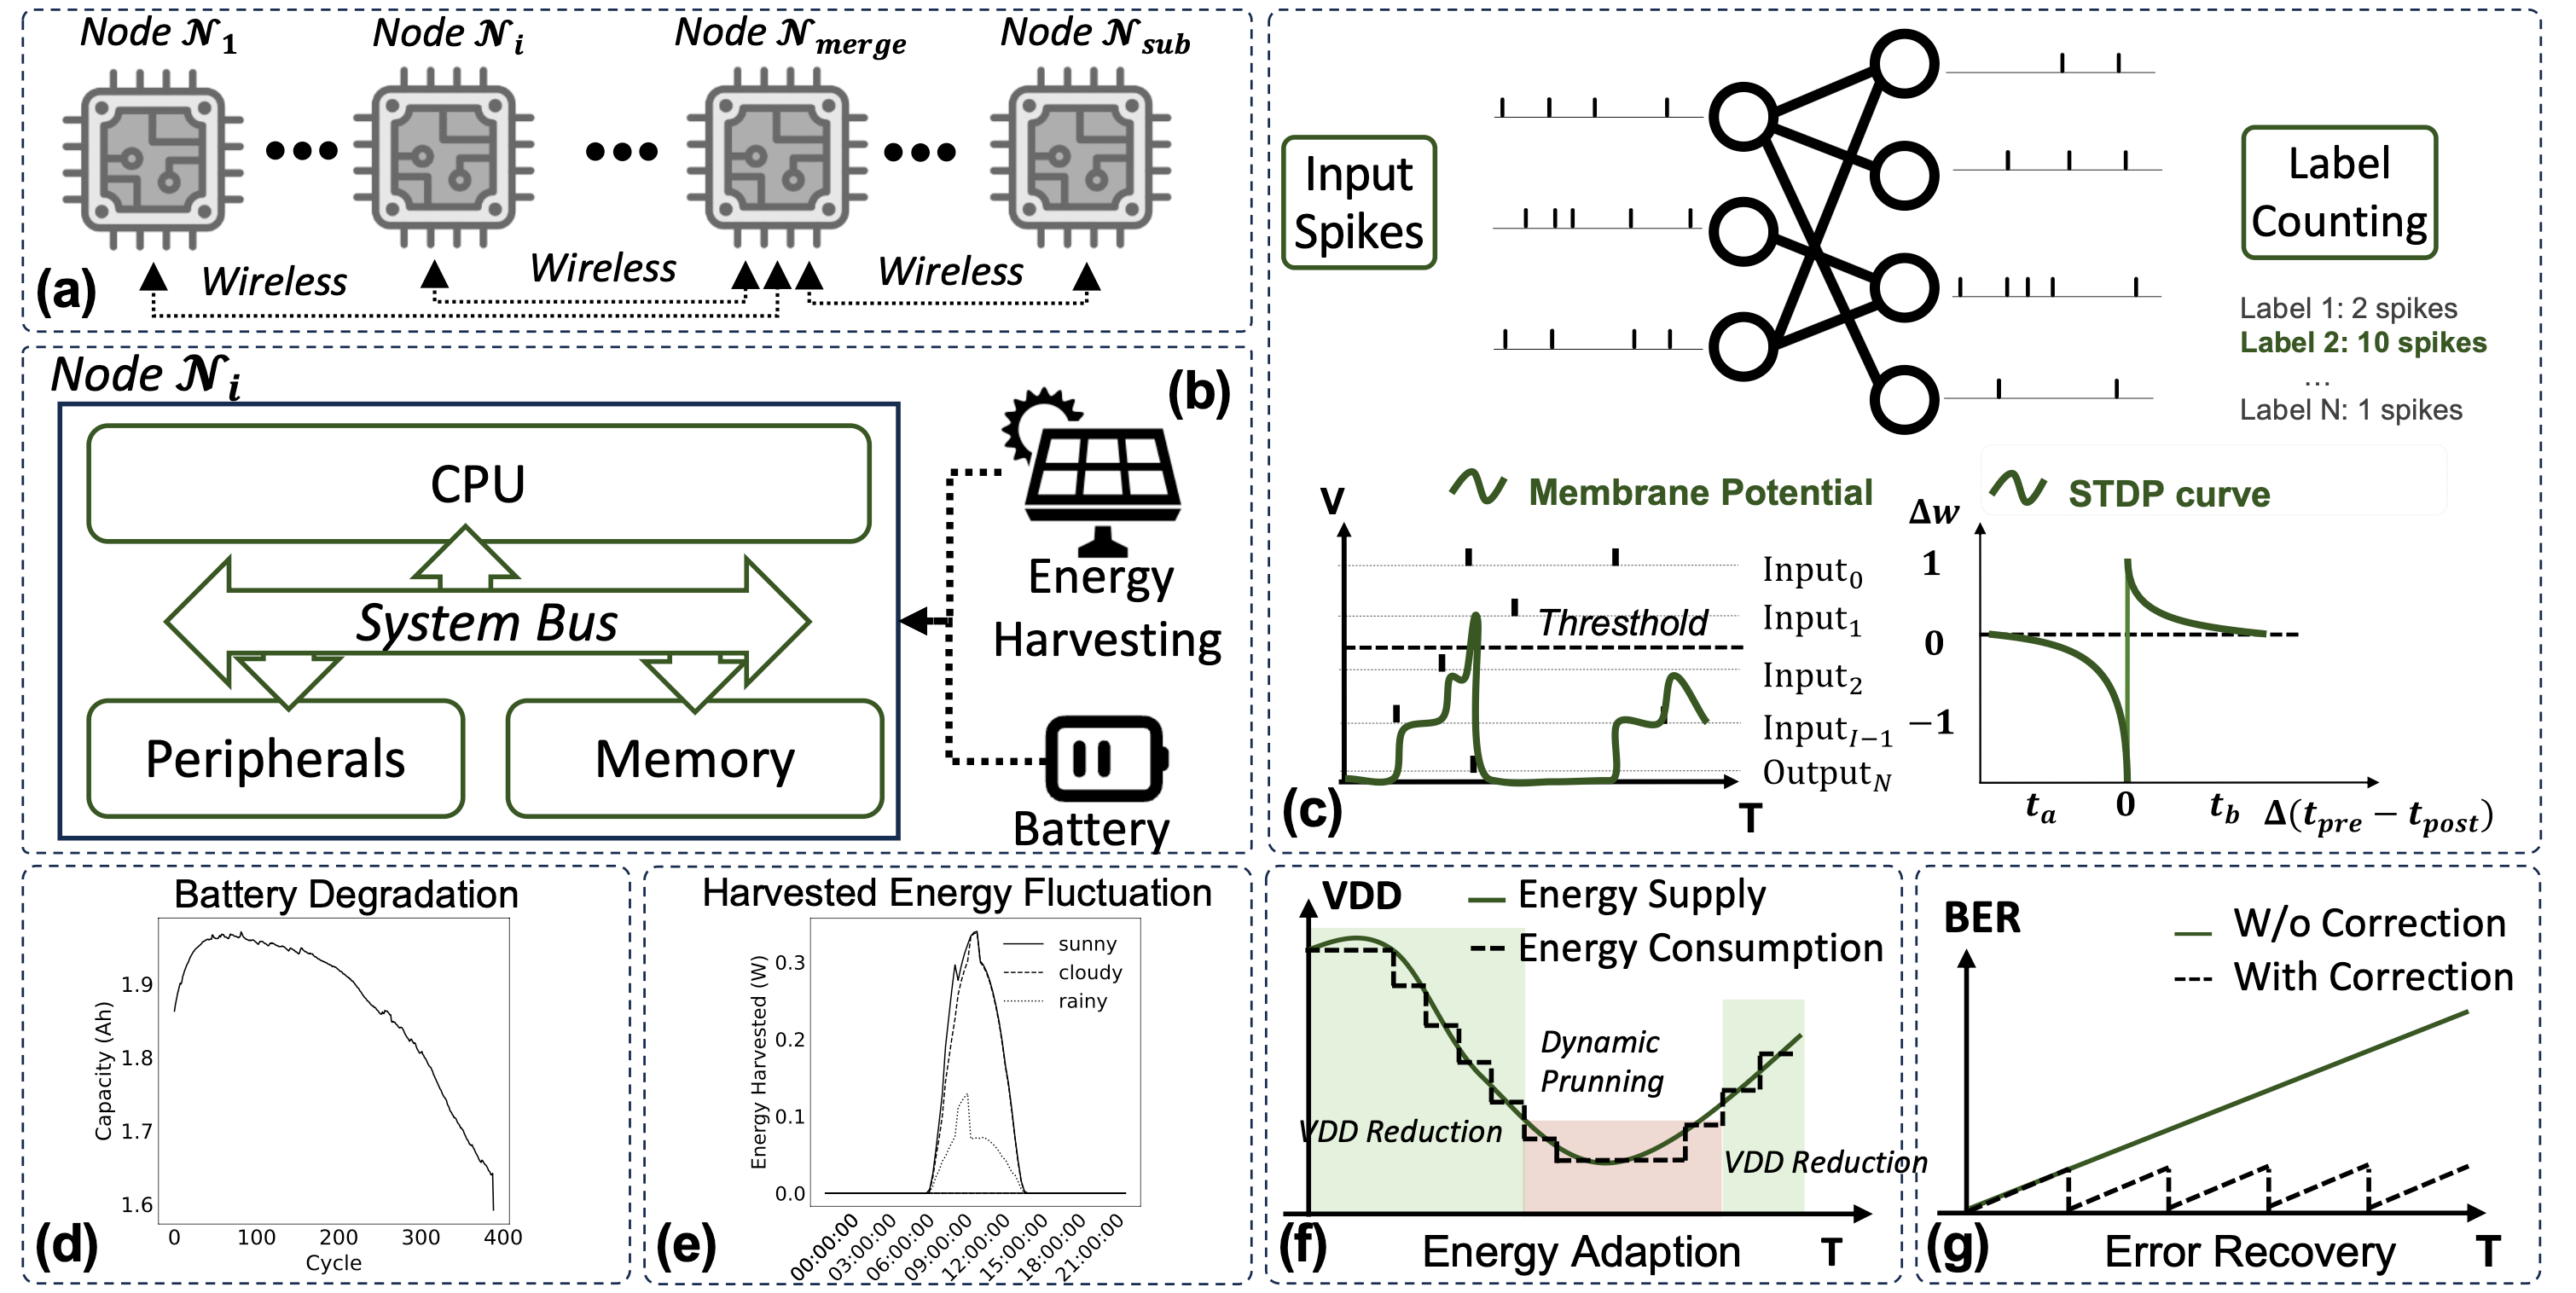 Node 𝒩1
Node 𝒩i
Node 𝒩merge
Node 𝒩sub
Wireless
Wireless
Wireless
(a)
Node 𝒩i
(b)
CPU
System Bus
Peripherals
Memory
Energy
Harvesting
Battery
Input
Spikes
Label
Counting
Label 1: 2 spikes
Label 2: 10 spikes
...
Label N: 1 spikes
Membrane Potential
V
Input0
Input1
Thresthold
Input2
InputI−1
OutputN
T
(c)
STDP curve
Δw
1
0
−1
ta
0
tb
Δ(tpre − tpost)
Battery Degradation
Capacity (Ah)
1.9
1.8
1.7
1.6
0
100
200
300
400
Cycle
(d)
Harvested Energy Fluctuation
Energy Harvested (W)
0.3
0.2
0.1
0.0
sunny
cloudy
rainy
00:00:00
03:00:00
06:00:00
09:00:00
12:00:00
15:00:00
18:00:00
21:00:00
(e)
VDD
Energy Supply
Energy Consumption
Dynamic
Prunning
VDD Reduction
VDD Reduction
(f)
Energy Adaption
T
BER
W/o Correction
With Correction
(g)
Error Recovery
T